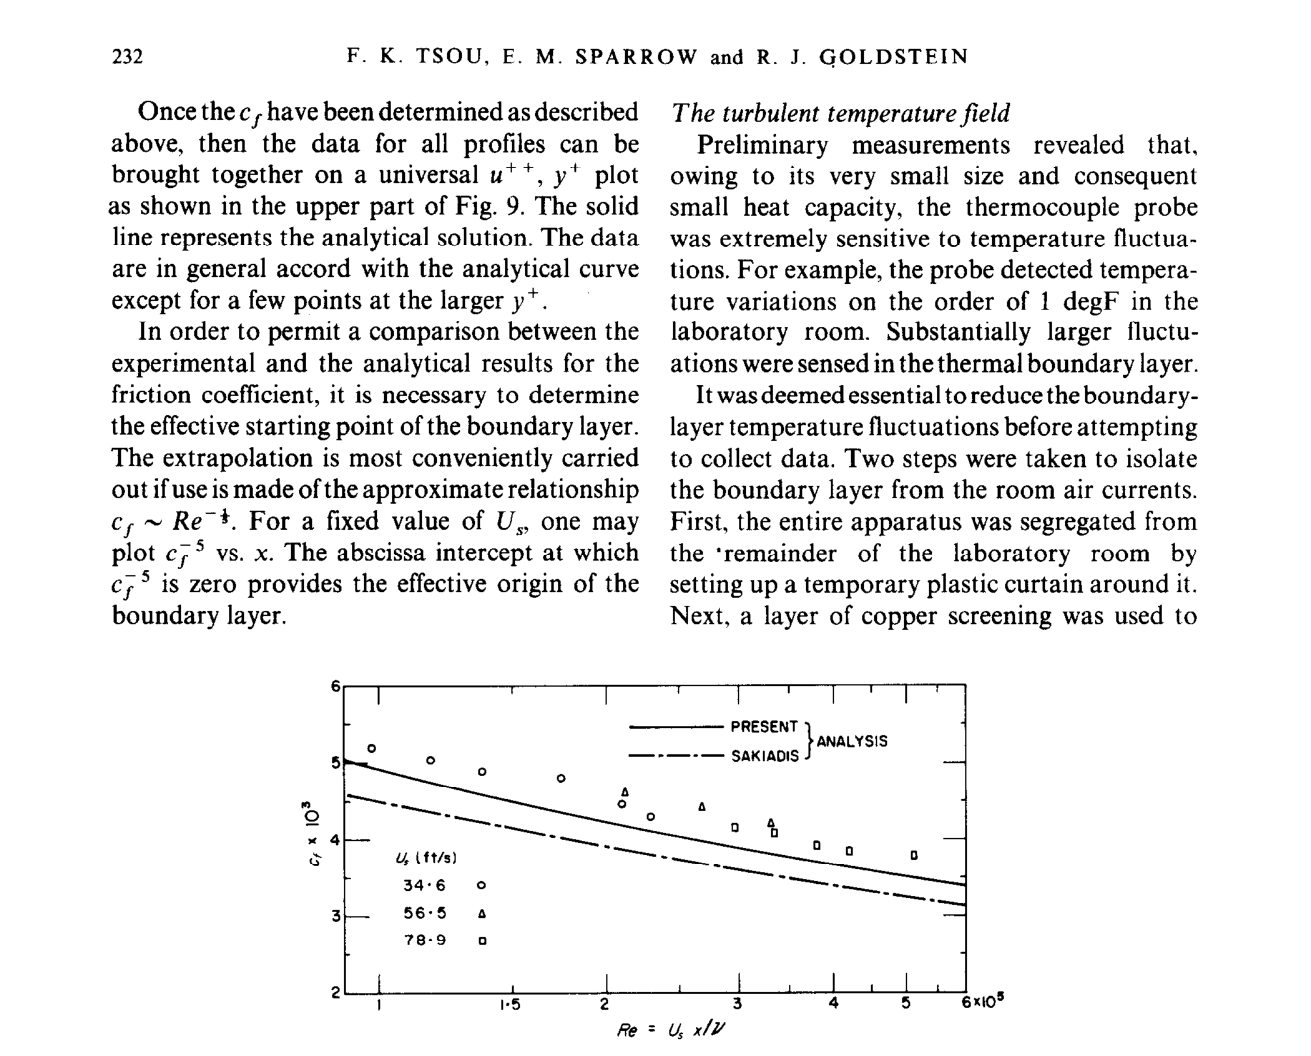 232
F. K. TSOU, E. M. SPARROW and R. J. GOLDSTEIN
Once the c_f have been determined as described
above, then the data for all profiles can be
brought together on a universal u⁺⁺, y⁺ plot
as shown in the upper part of Fig. 9. The solid
line represents the analytical solution. The data
are in general accord with the analytical curve
except for a few points at the larger y⁺.
In order to permit a comparison between the
experimental and the analytical results for the
friction coefficient, it is necessary to determine
the effective starting point of the boundary layer.
The extrapolation is most conveniently carried
out if use is made of the approximate relationship
c_f ~ Re. For a fixed value of U_s, one may
plot c_f⁻⁵ vs. x. The abscissa intercept at which
c_f⁻⁵ is zero provides the effective origin of the
boundary layer.
The turbulent temperature field
Preliminary measurements revealed that,
owing to its very small size and consequent
small heat capacity, the thermocouple probe
was extremely sensitive to temperature fluctua-
tions. For example, the probe detected tempera-
ture variations on the order of 1 degF in the
laboratory room. Substantially larger fluctu-
ations were sensed in the thermal boundary layer.
It was deemed essential to reduce the boundary-
layer temperature fluctuations before attempting
to collect data. Two steps were taken to isolate
the boundary layer from the room air currents.
First, the entire apparatus was segregated from
the remainder of the laboratory room by
setting up a temporary plastic curtain around it.
Next, a layer of copper screening was used to
6
5
4
3
2
c_f × 10³
PRESENT
SAKIADIS
ANALYSIS
U_s (ft/s)
34·6
56·5
78·9
1 1·5 2 3 4 5 6×10⁵
Re = U_s x/ν